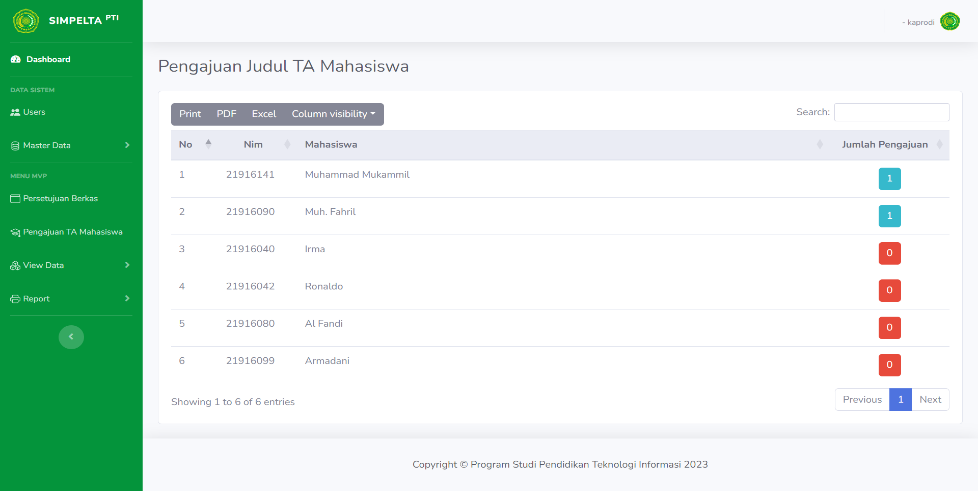 SIMPELTA PTI
- kaprodi
Dashboard
DATA SISTEM
Users
Master Data
MENU MVP
Persetujuan Berkas
Pengajuan TA Mahasiswa
View Data
Report
Pengajuan Judul TA Mahasiswa
Print PDF Excel Column visibility
Search:
No Nim Mahasiswa Jumlah Pengajuan
1 21916141 Muhammad Mukammil 1
2 21916090 Muh. Fahril 1
3 21916040 Irma 0
4 21916042 Ronaldo 0
5 21916080 Al Fandi 0
6 21916099 Armadani 0
Showing 1 to 6 of 6 entries
Previous 1 Next
Copyright © Program Studi Pendidikan Teknologi Informasi 2023